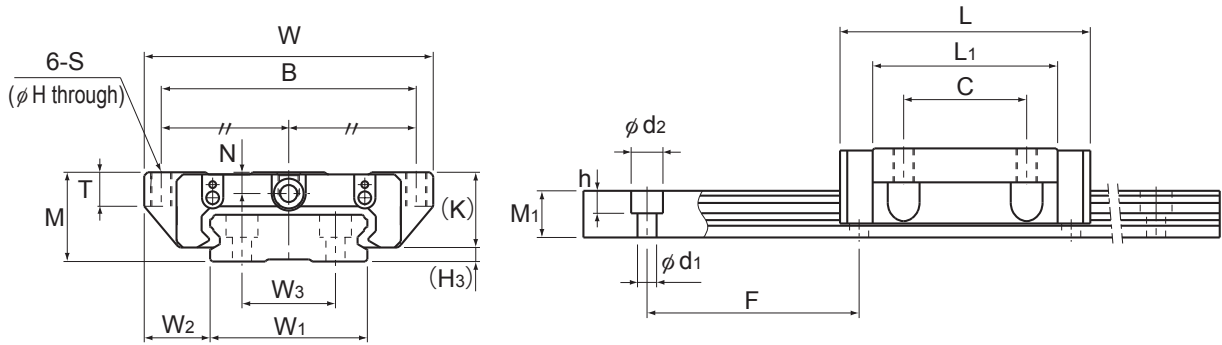 W
6-S
(φH through)
B
N
T
M
(K)
(H3)
W3
W2
W1
L
L1
C
φd2
h
M1
φd1
F